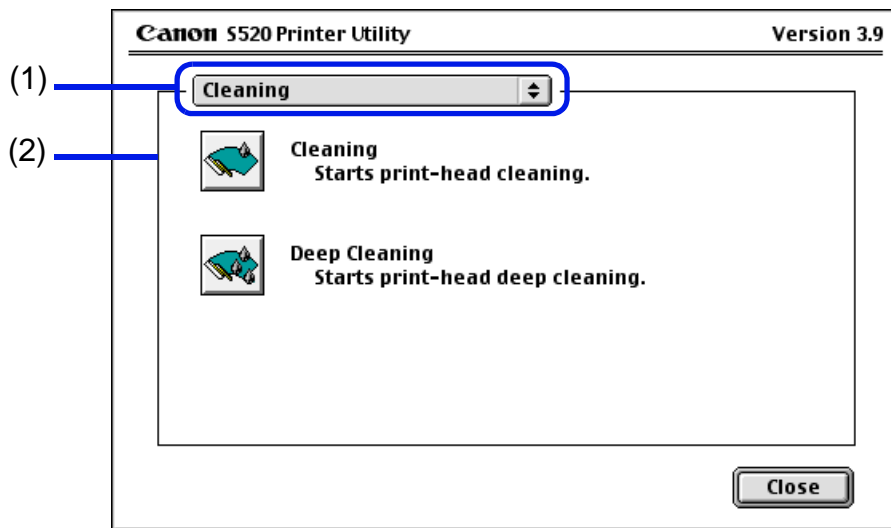 Canon S520 Printer Utility Version 3.9
(1)
Cleaning
(2)
Cleaning
Starts print-head cleaning.
Deep Cleaning
Starts print-head deep cleaning.
Close